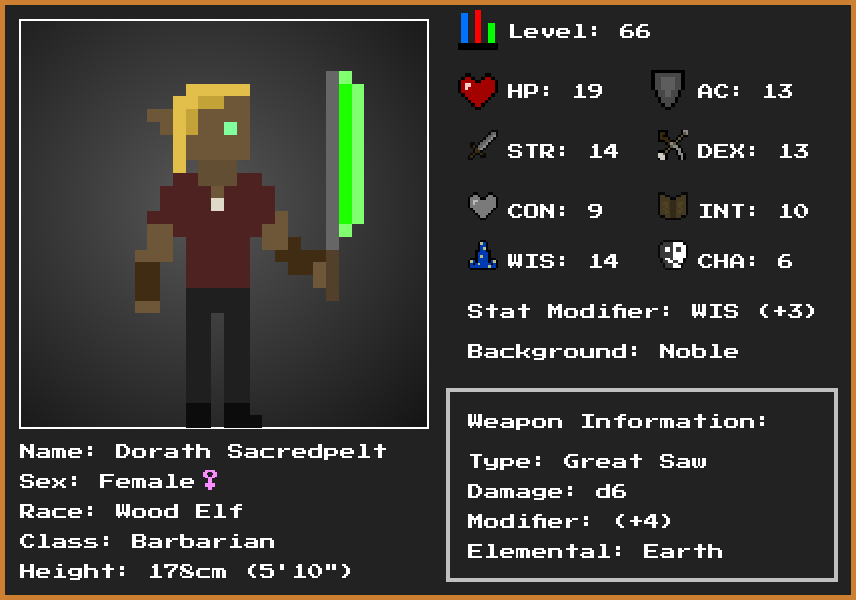 Level: 66
HP: 19
AC: 13
STR: 14
DEX: 13
CON: 9
INT: 10
WIS: 14
CHA: 6
Stat Modifier: WIS (+3)
Background: Noble
Weapon Information:
Type: Great Saw
Damage: d6
Modifier: (+4)
Elemental: Earth
Name: Dorath Sacredpelt
Sex: Female♀
Race: Wood Elf
Class: Barbarian
Height: 178cm (5'10")